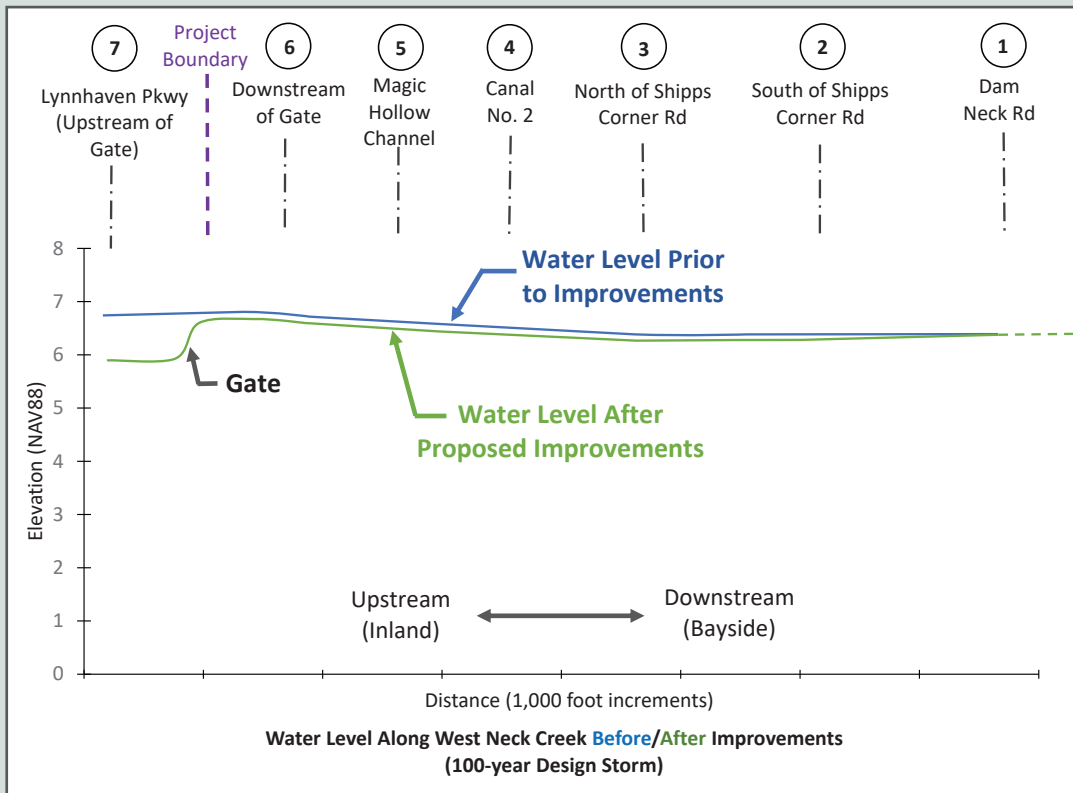 7
Lynnhaven Pkwy
(Upstream of
Gate)
Project
Boundary
6
Downstream
of Gate
5
Magic
Hollow
Channel
4
Canal
No. 2
3
North of Shipps
Corner Rd
2
South of Shipps
Corner Rd
1
Dam
Neck Rd
8
7
6
5
4
3
2
1
0
Elevation (NAV88)
Water Level Prior
to Improvements
Gate
Water Level After
Proposed Improvements
Upstream
(Inland)
Downstream
(Bayside)
Distance (1,000 foot increments)
Water Level Along West Neck Creek Before/After Improvements
(100-year Design Storm)